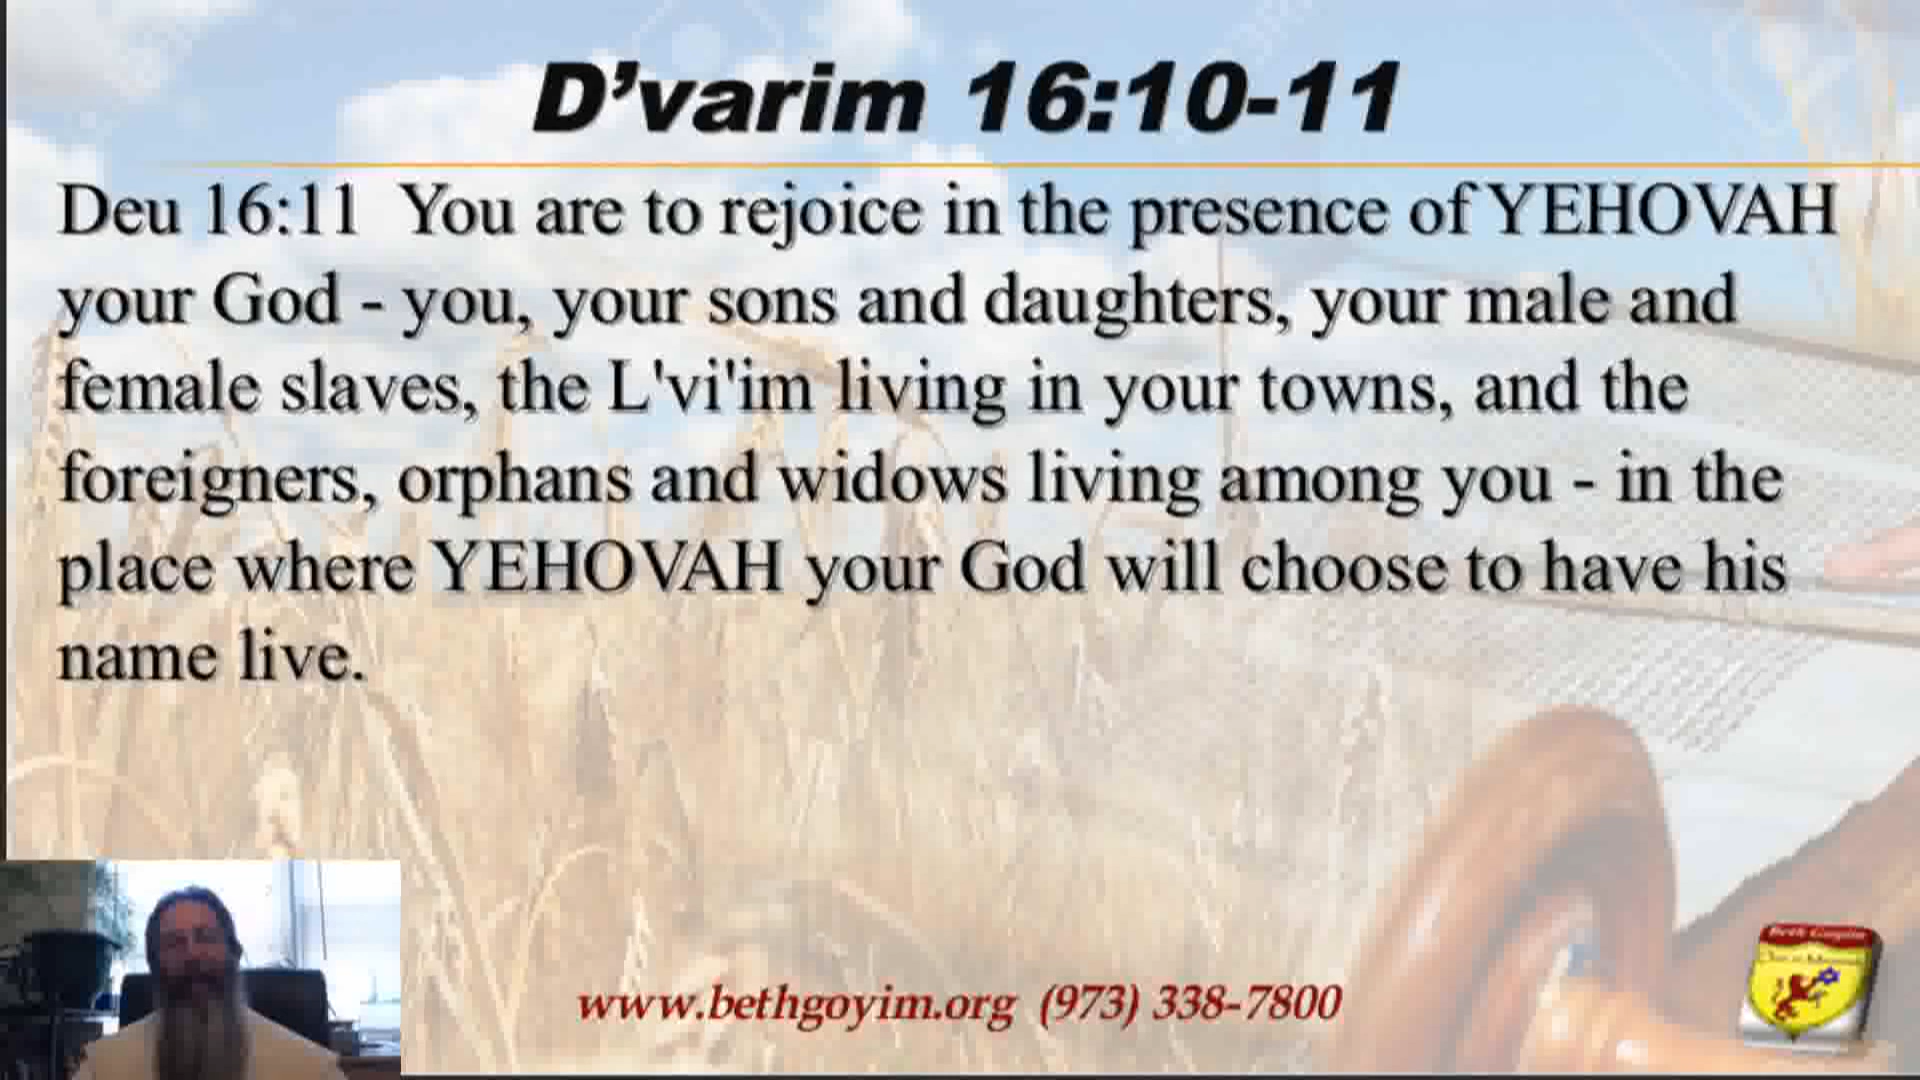 D’varim 16:10-11
Deu 16:11 You are to rejoice in the presence of YEHOVAH
your God - you, your sons and daughters, your male and
female slaves, the L'vi'im living in your towns, and the
foreigners, orphans and widows living among you - in the
place where YEHOVAH your God will choose to have his
name live.
www.bethgoyim.org (973) 338-7800
Beth Goyim